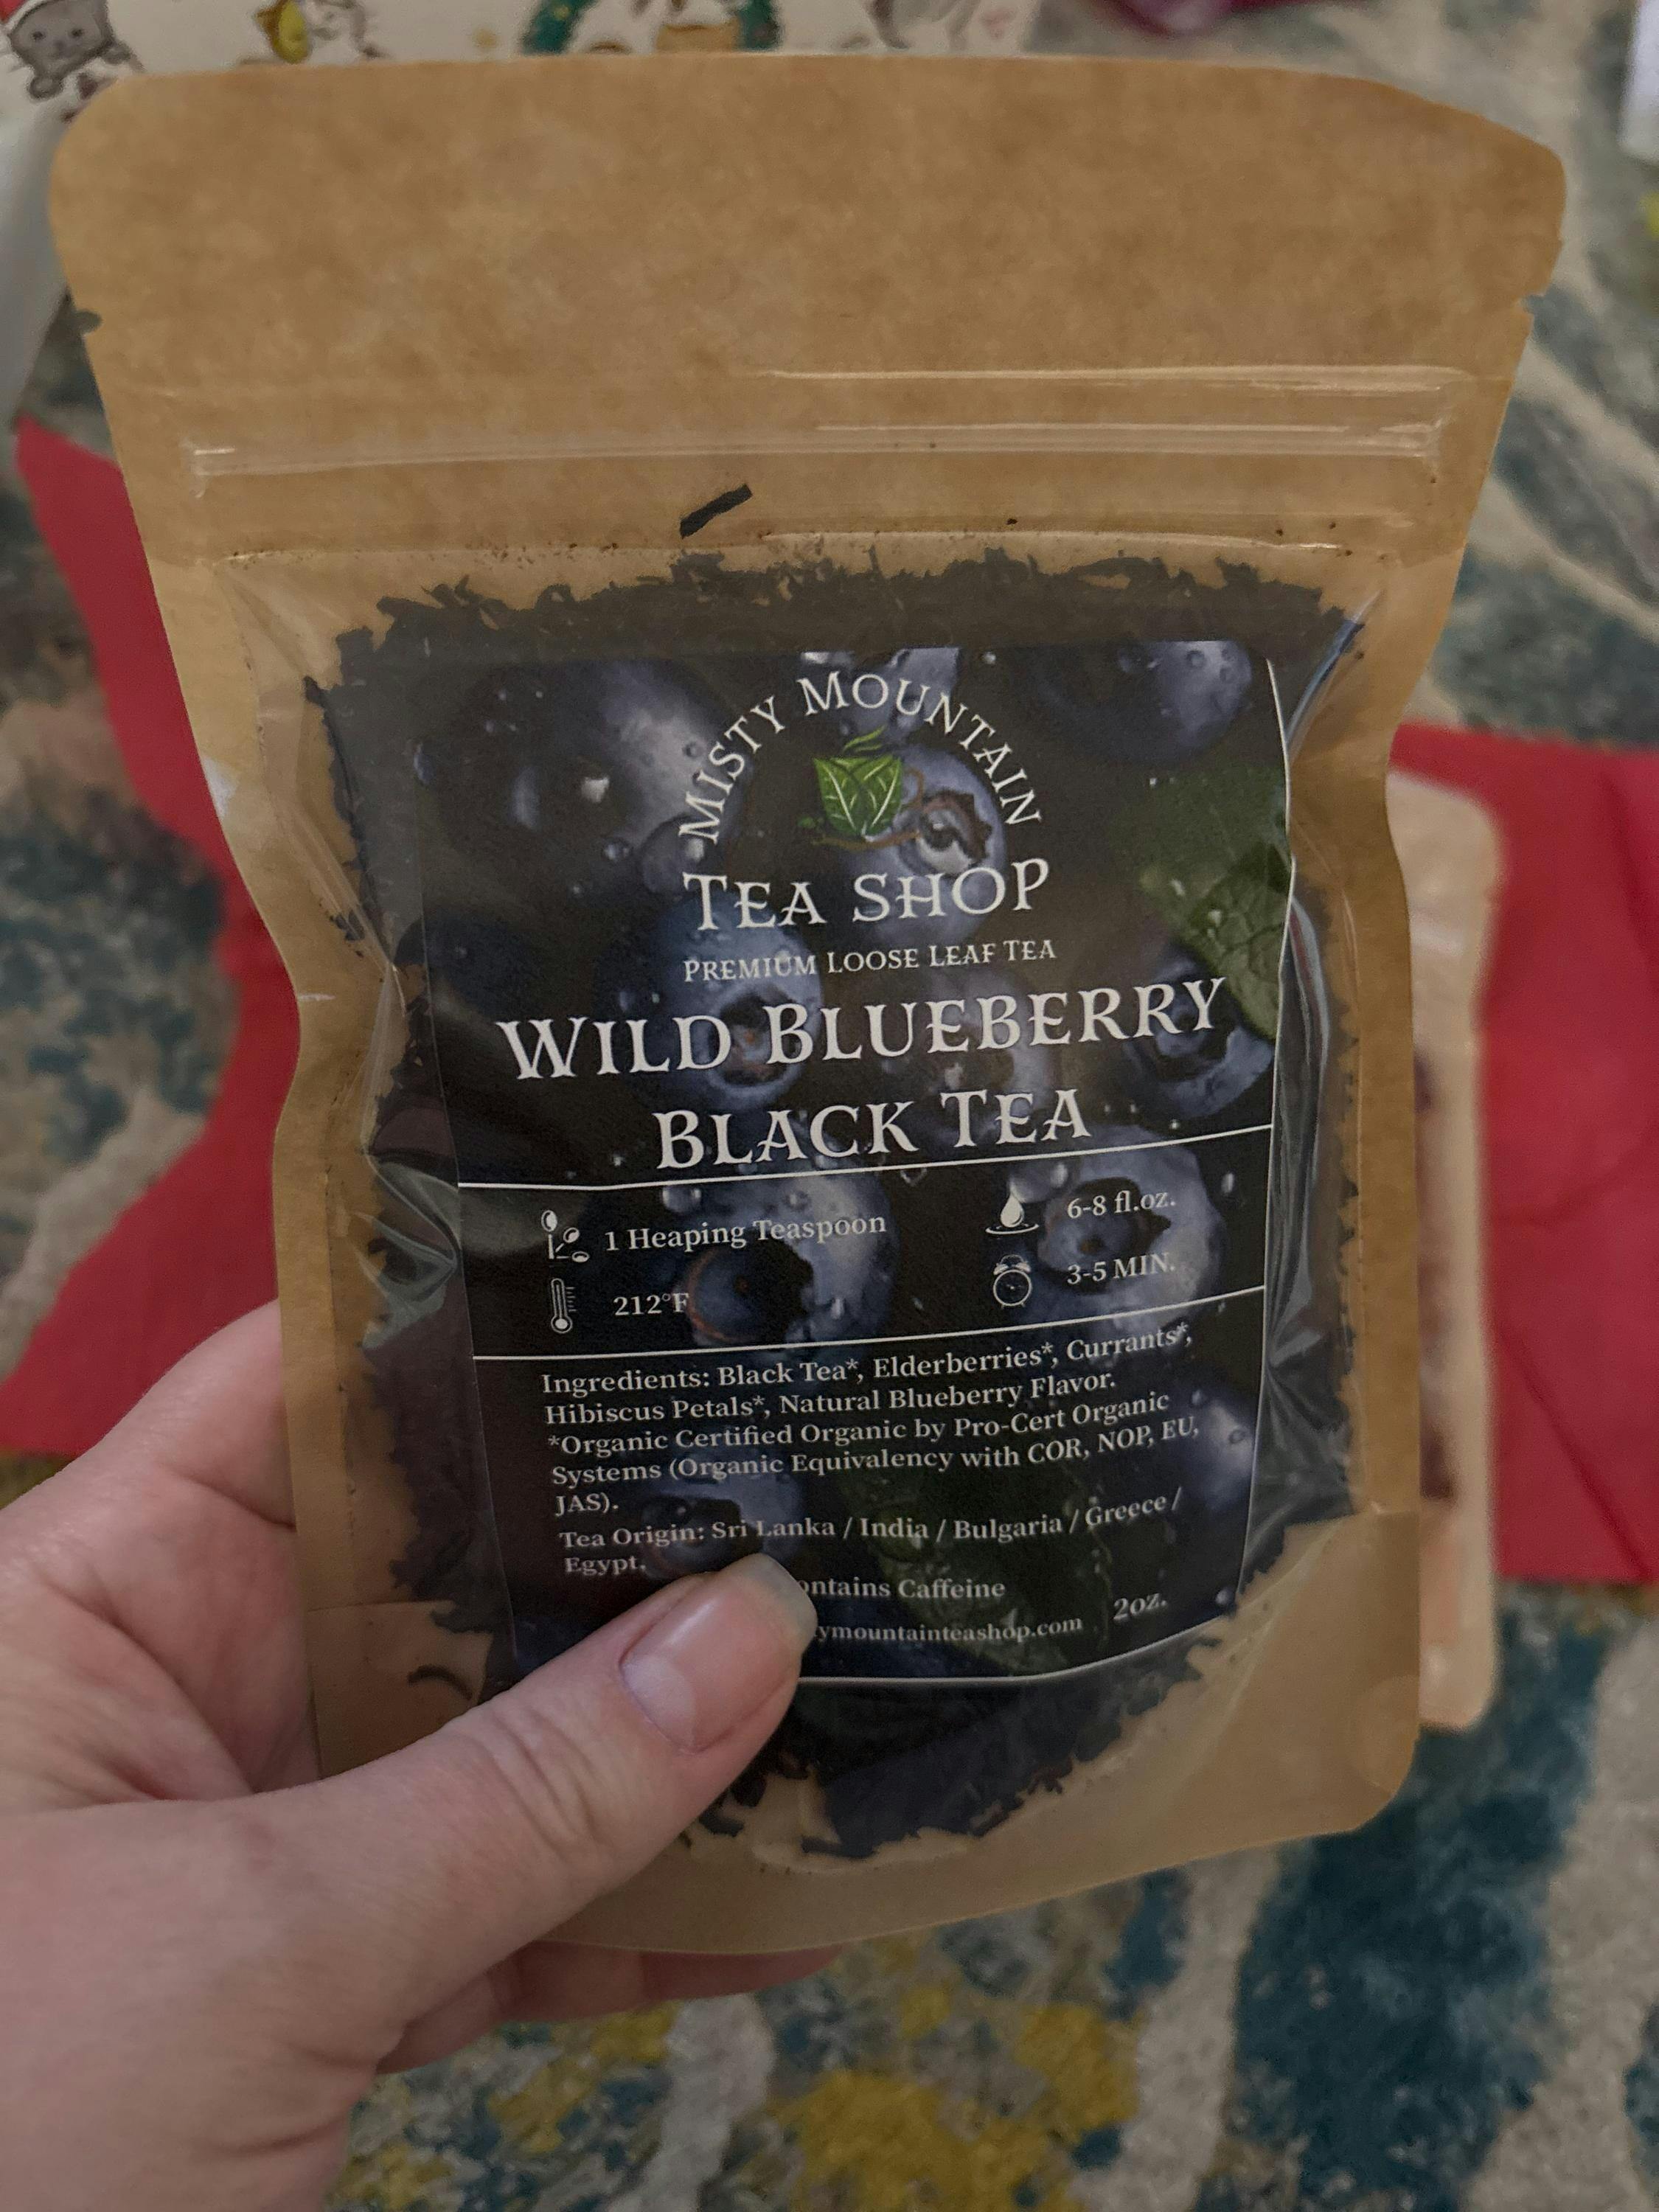 MISTY MOUNTAIN
TEA SHOP
PREMIUM LOOSE LEAF TEA
WILD BLUEBERRY
BLACK TEA
1 Heaping Teaspoon
6-8 fl.oz.
212°F
3-5 MIN.
Ingredients: Black Tea*, Elderberries*, Currants*,
Hibiscus Petals*, Natural Blueberry Flavor.
*Organic Certified Organic by Pro-Cert Organic
Systems (Organic Equivalency with COR, NOP, EU,
JAS).
Tea Origin: Sri Lanka / India / Bulgaria / Greece /
Egypt.
ontains Caffeine
ymountainteashop.com
2oz.